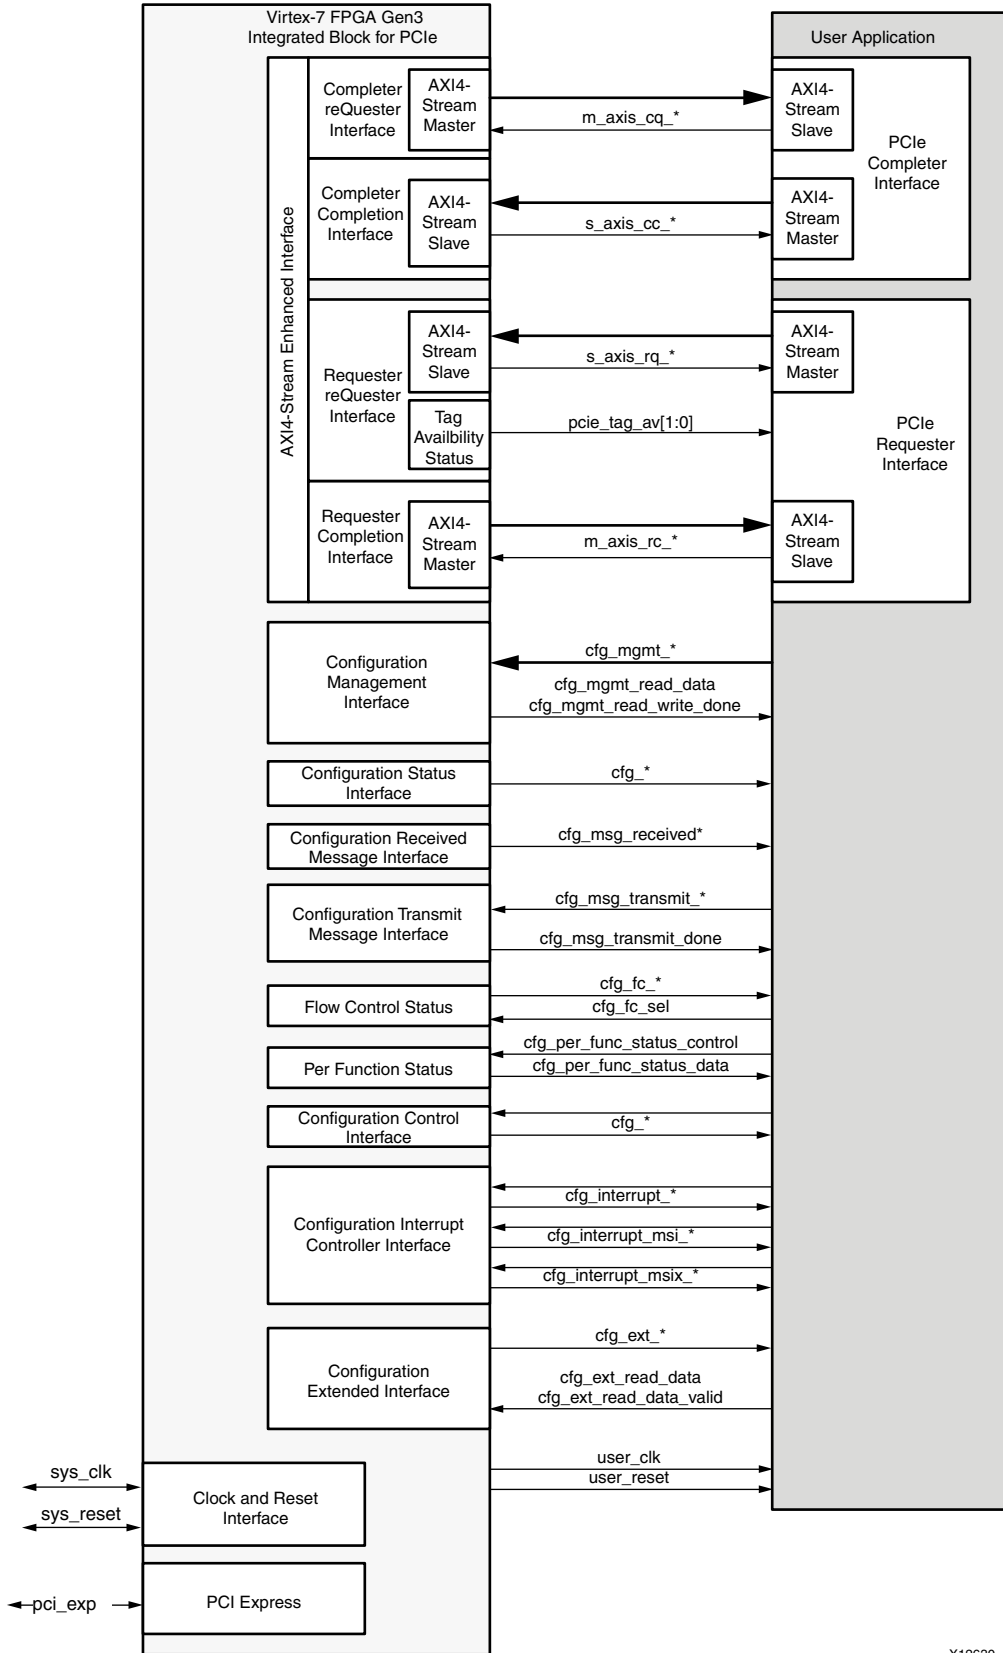 Virtex-7 FPGA Gen3
Integrated Block for PCIe
User Application
AXI4-Stream Enhanced Interface
Completer
reQuester
Interface
AXI4-
Stream
Master
m_axis_cq_*
AXI4-
Stream
Slave
PCIe
Completer
Interface
Completer
Completion
Interface
AXI4-
Stream
Slave
s_axis_cc_*
AXI4-
Stream
Master
Requester
reQuester
Interface
AXI4-
Stream
Slave
s_axis_rq_*
AXI4-
Stream
Master
Tag
Availbility
Status
pcie_tag_av[1:0]
PCIe
Requester
Interface
Requester
Completion
Interface
AXI4-
Stream
Master
m_axis_rc_*
AXI4-
Stream
Slave
Configuration
Management
Interface
cfg_mgmt_*
cfg_mgmt_read_data
cfg_mgmt_read_write_done
Configuration Status
Interface
cfg_*
Configuration Received
Message Interface
cfg_msg_received*
Configuration Transmit
Message Interface
cfg_msg_transmit_*
cfg_msg_transmit_done
Flow Control Status
cfg_fc_*
cfg_fc_sel
Per Function Status
cfg_per_func_status_control
cfg_per_func_status_data
Configuration Control
Interface
cfg_*
Configuration Interrupt
Controller Interface
cfg_interrupt_*
cfg_interrupt_msi_*
cfg_interrupt_msix_*
Configuration
Extended Interface
cfg_ext_*
cfg_ext_read_data
cfg_ext_read_data_valid
sys_clk
sys_reset
Clock and Reset
Interface
user_clk
user_reset
pci_exp
PCI Express